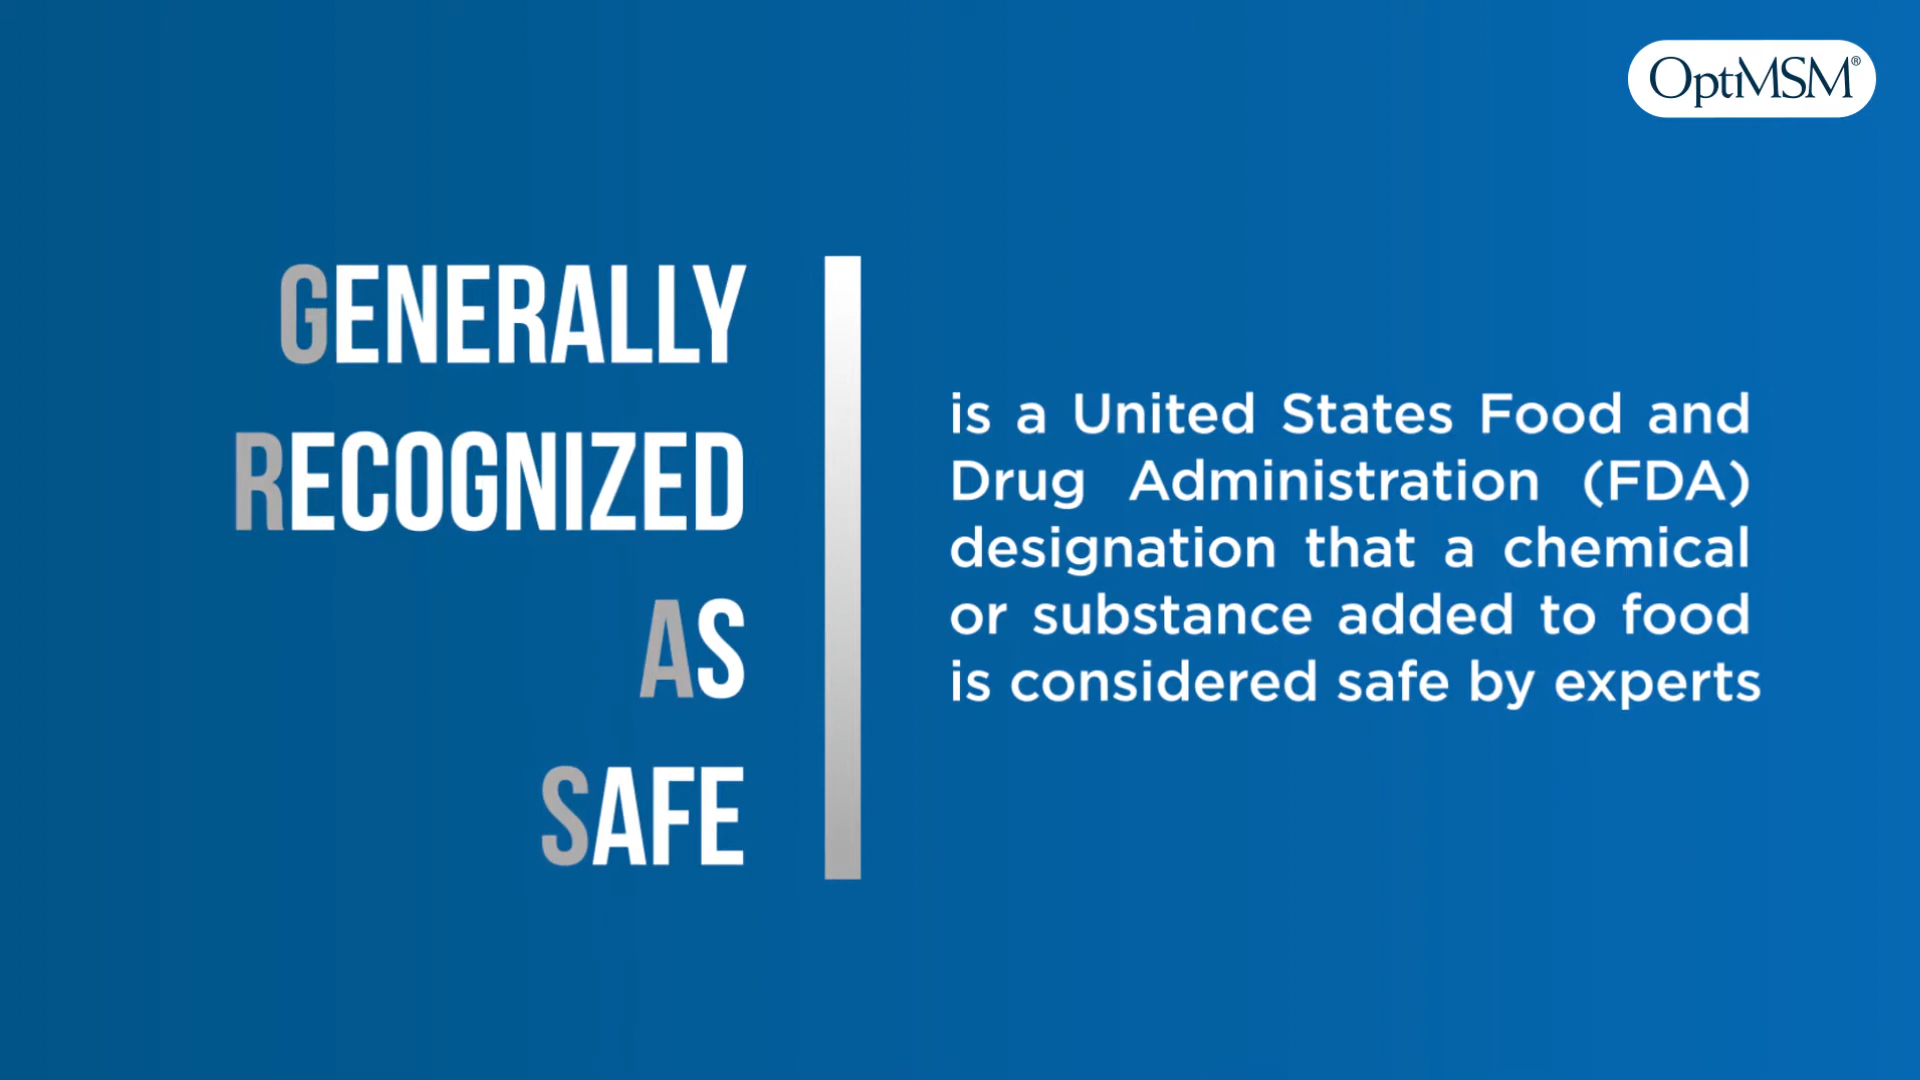 OptiMSM®
GENERALLY
RECOGNIZED
AS
SAFE
is a United States Food and
Drug Administration (FDA)
designation that a chemical
or substance added to food
is considered safe by experts